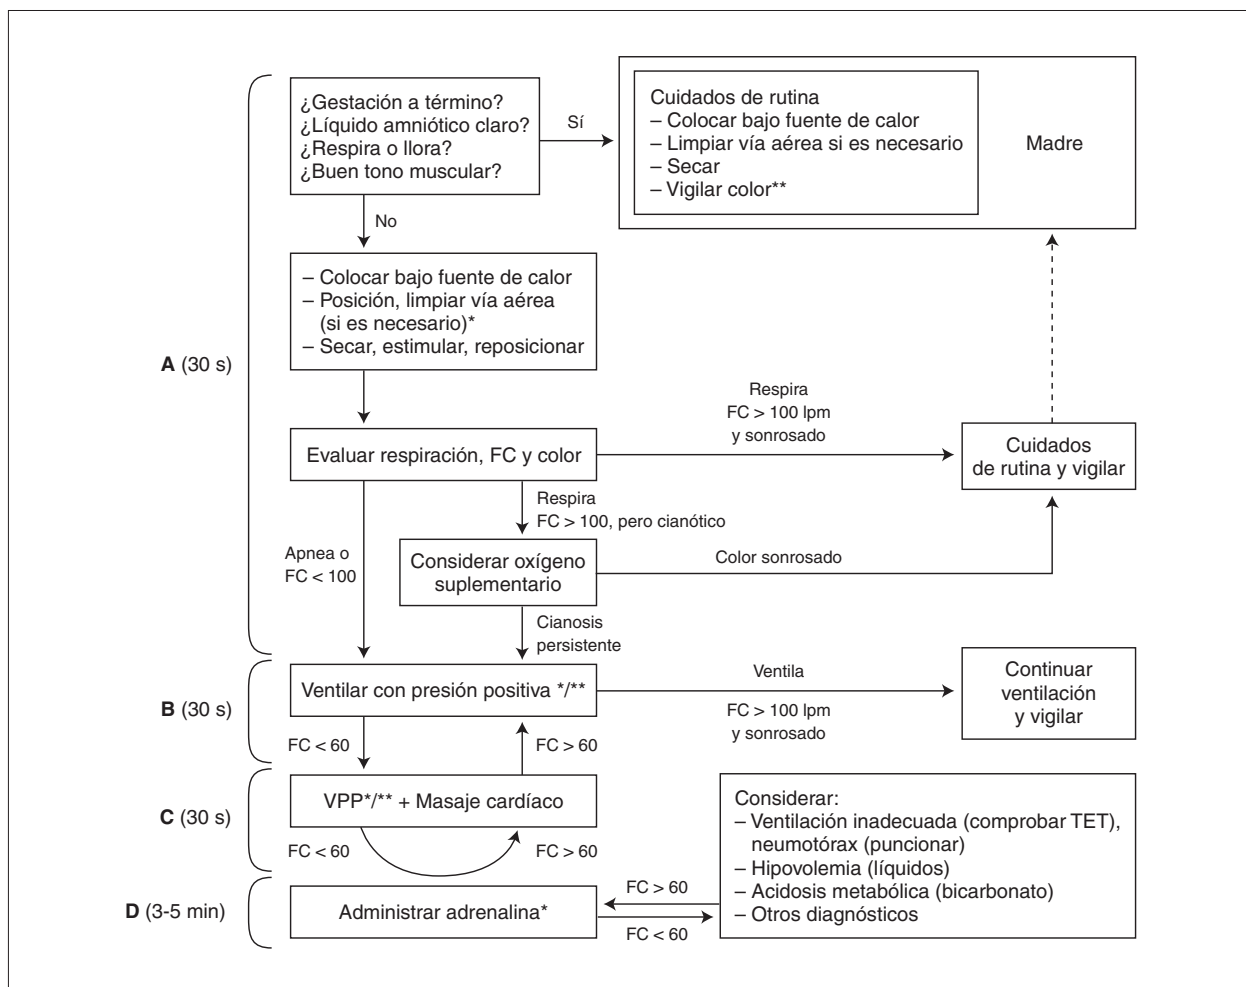 ¿Gestación a término?
¿Líquido amniótico claro?
¿Respira o llora?
¿Buen tono muscular?
Sí
Cuidados de rutina
– Colocar bajo fuente de calor
– Limpiar vía aérea si es necesario
– Secar
– Vigilar color**
Madre
No
– Colocar bajo fuente de calor
– Posición, limpiar vía aérea
(si es necesario)*
– Secar, estimular, reposicionar
A (30 s)
Evaluar respiración, FC y color
Respira
FC > 100 lpm
y sonrosado
Cuidados
de rutina y vigilar
Respira
FC > 100, pero cianótico
Apnea o
FC < 100
Considerar oxígeno
suplementario
Color sonrosado
Cianosis
persistente
B (30 s)
Ventilar con presión positiva */**
Ventila
FC > 100 lpm
y sonrosado
Continuar
ventilación
y vigilar
FC < 60
FC > 60
C (30 s)
VPP*/** + Masaje cardíaco
FC < 60
FC > 60
Considerar:
– Ventilación inadecuada (comprobar TET),
neumotórax (puncionar)
– Hipovolemia (líquidos)
– Acidosis metabólica (bicarbonato)
– Otros diagnósticos
D (3-5 min)
Administrar adrenalina*
FC > 60
FC < 60